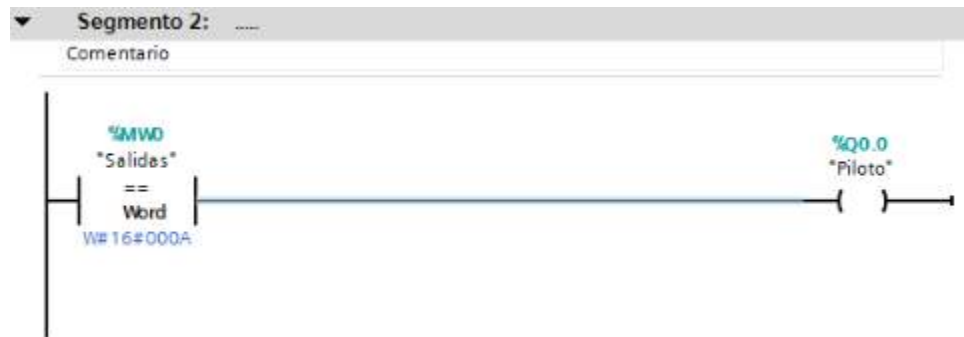 Segmento 2: ......
Comentario
%MW0
"Salidas"
==
Word
W#16#000A
%Q0.0
"Piloto"